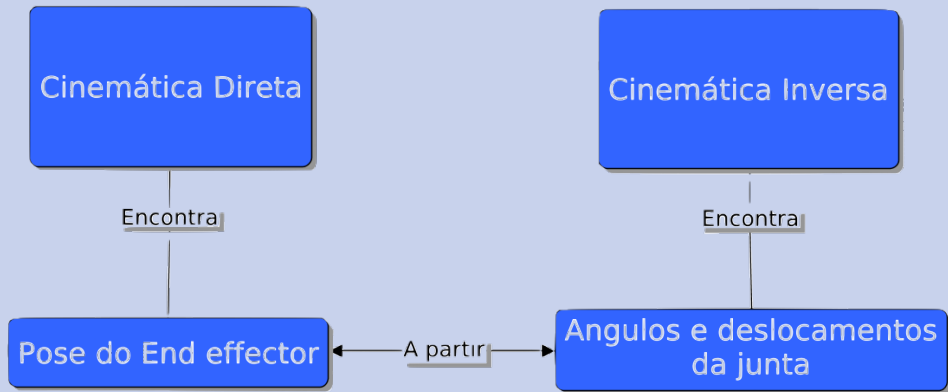 Cinemática Direta
Cinemática Inversa
Encontra
Encontra
Pose do End effector
A partir
Angulos e deslocamentos
da junta